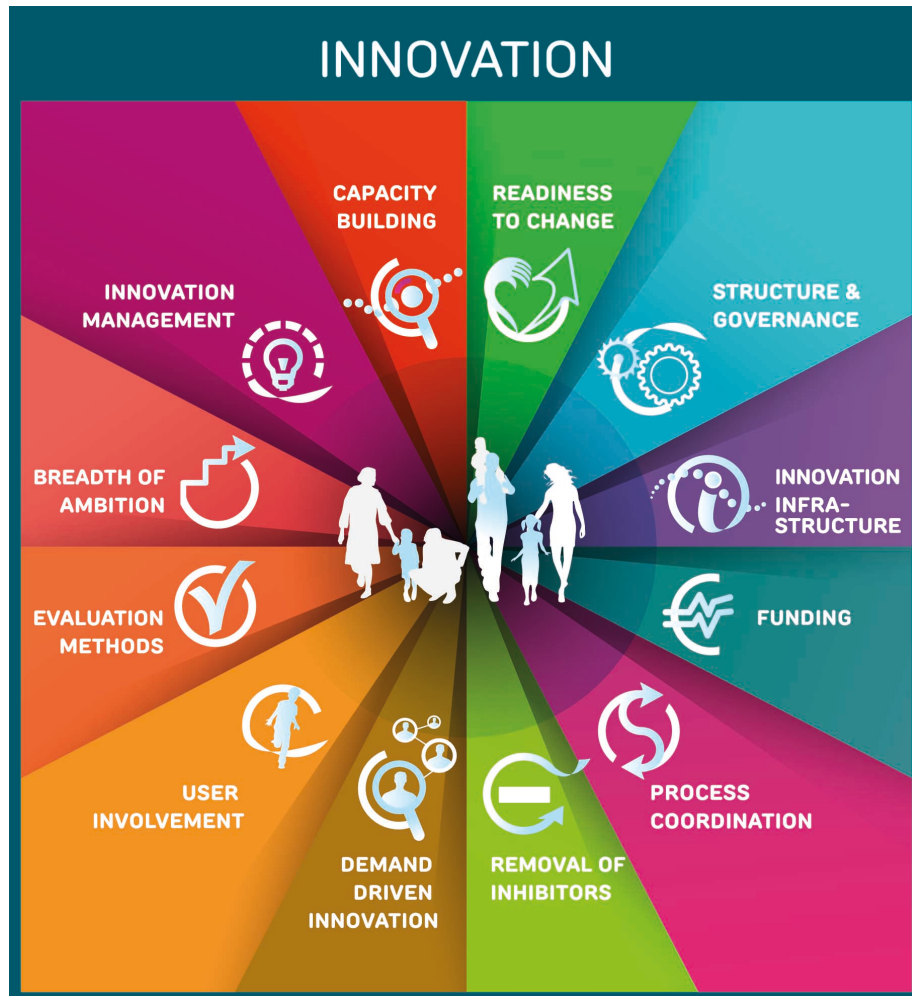 INNOVATION
CAPACITY
BUILDING
READINESS
TO CHANGE
STRUCTURE &
GOVERNANCE
INNOVATION
INFRA-
STRUCTURE
FUNDING
PROCESS
COORDINATION
REMOVAL OF
INHIBITORS
DEMAND
DRIVEN
INNOVATION
USER
INVOLVEMENT
EVALUATION
METHODS
BREADTH OF
AMBITION
INNOVATION
MANAGEMENT